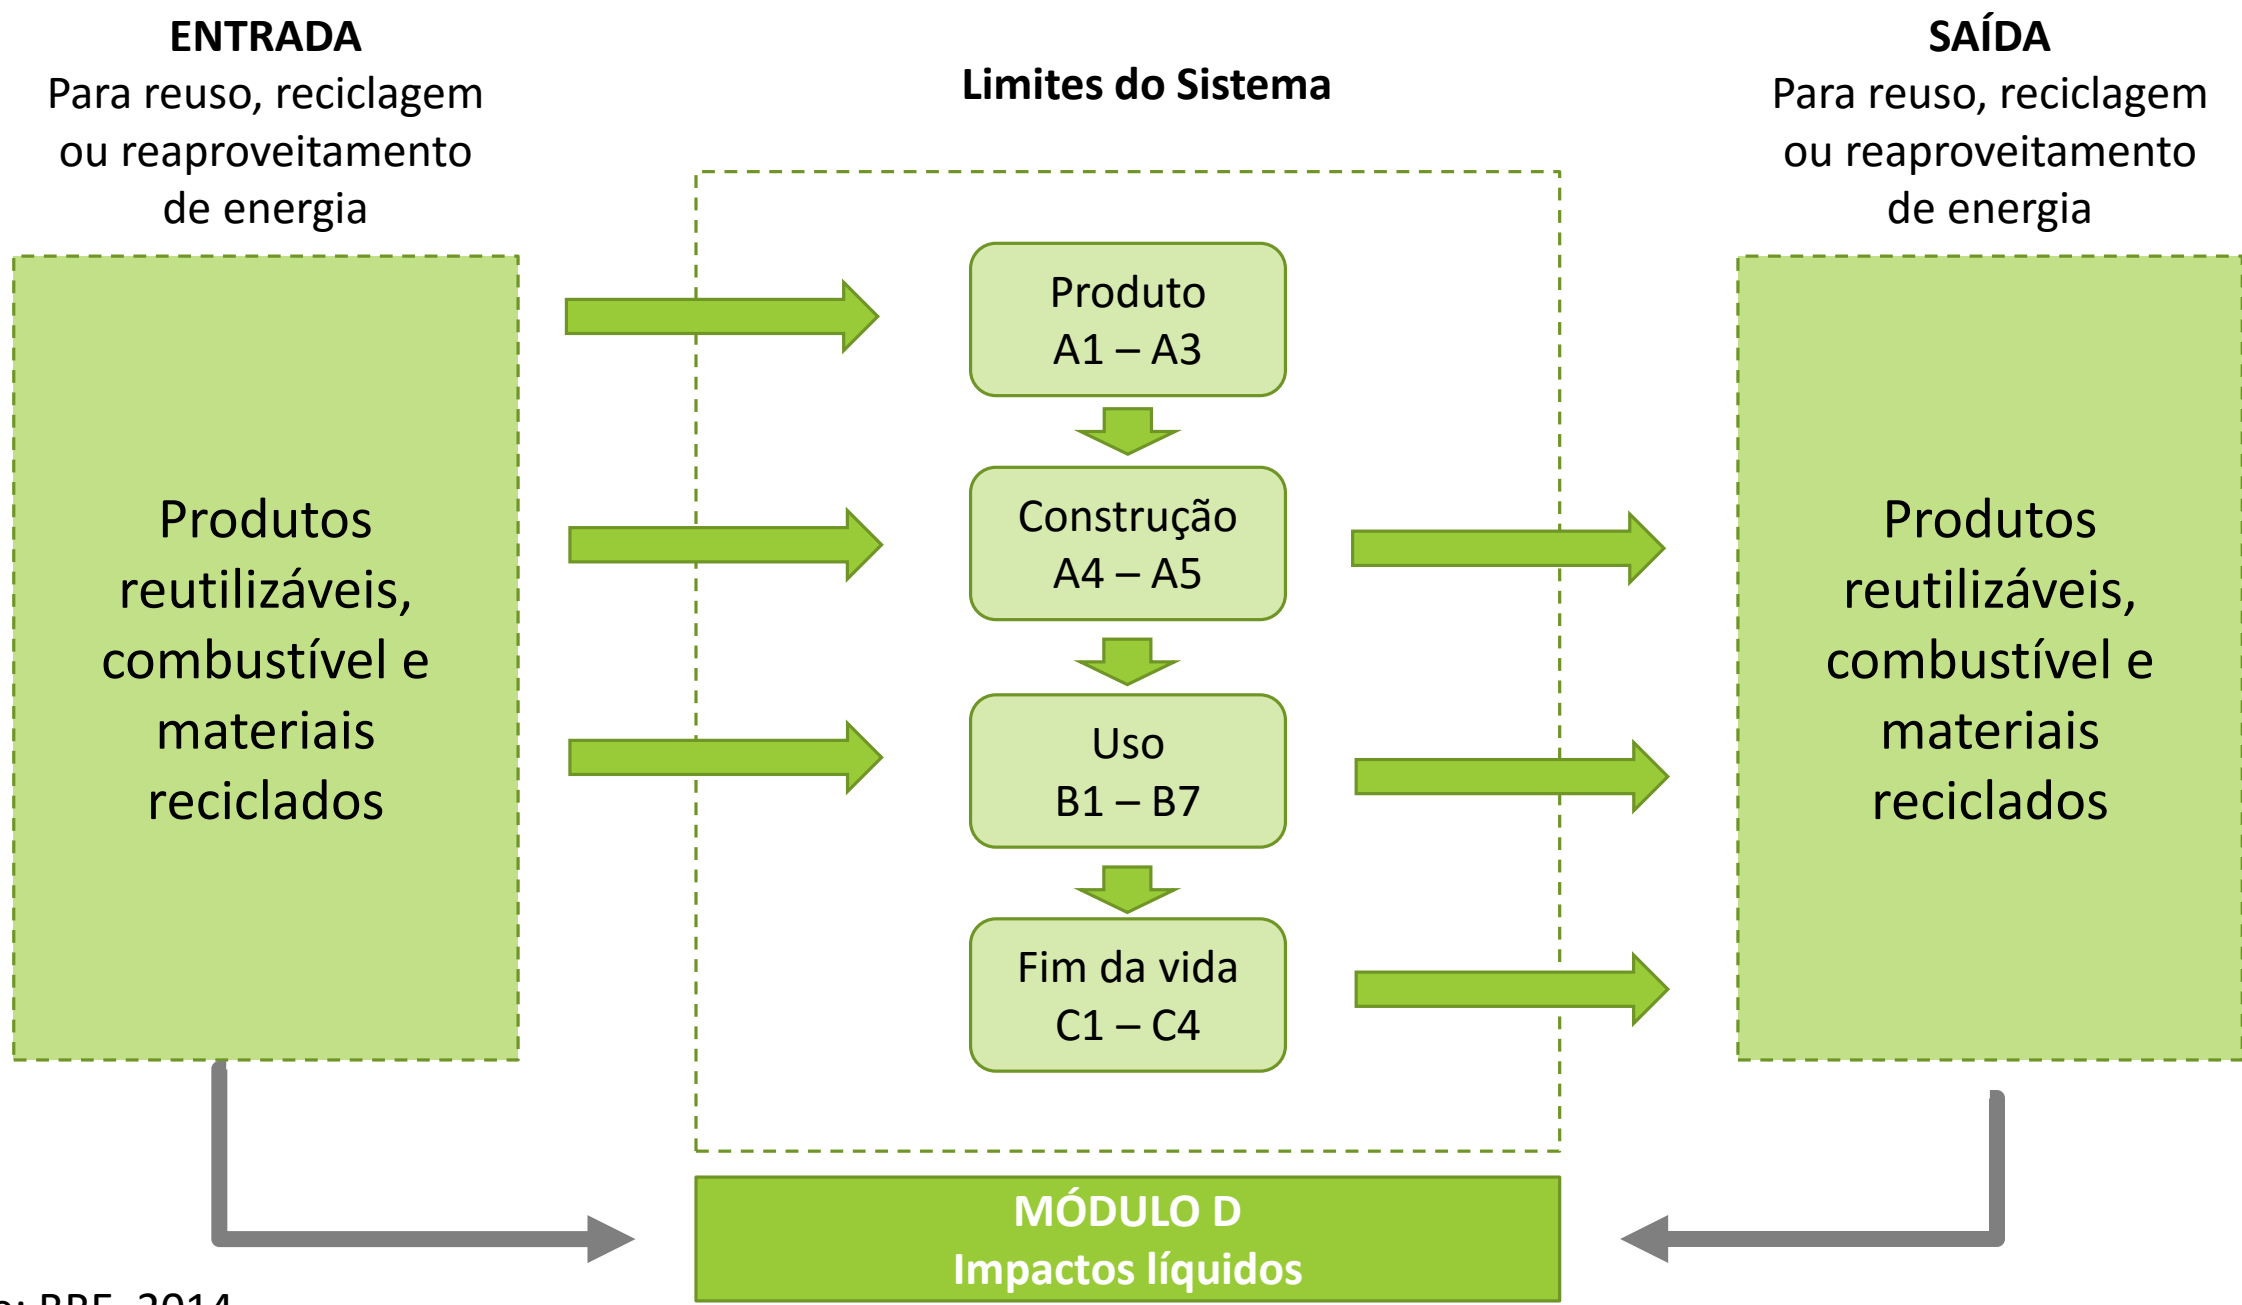 ENTRADA
Para reuso, reciclagem
ou reaproveitamento
de energia
Produtos
reutilizáveis,
combustível e
materiais
reciclados
Limites do Sistema
Produto
A1 – A3
Construção
A4 – A5
Uso
B1 – B7
Fim da vida
C1 – C4
MÓDULO D
Impactos líquidos
SAÍDA
Para reuso, reciclagem
ou reaproveitamento
de energia
Produtos
reutilizáveis,
combustível e
materiais
reciclados
2014